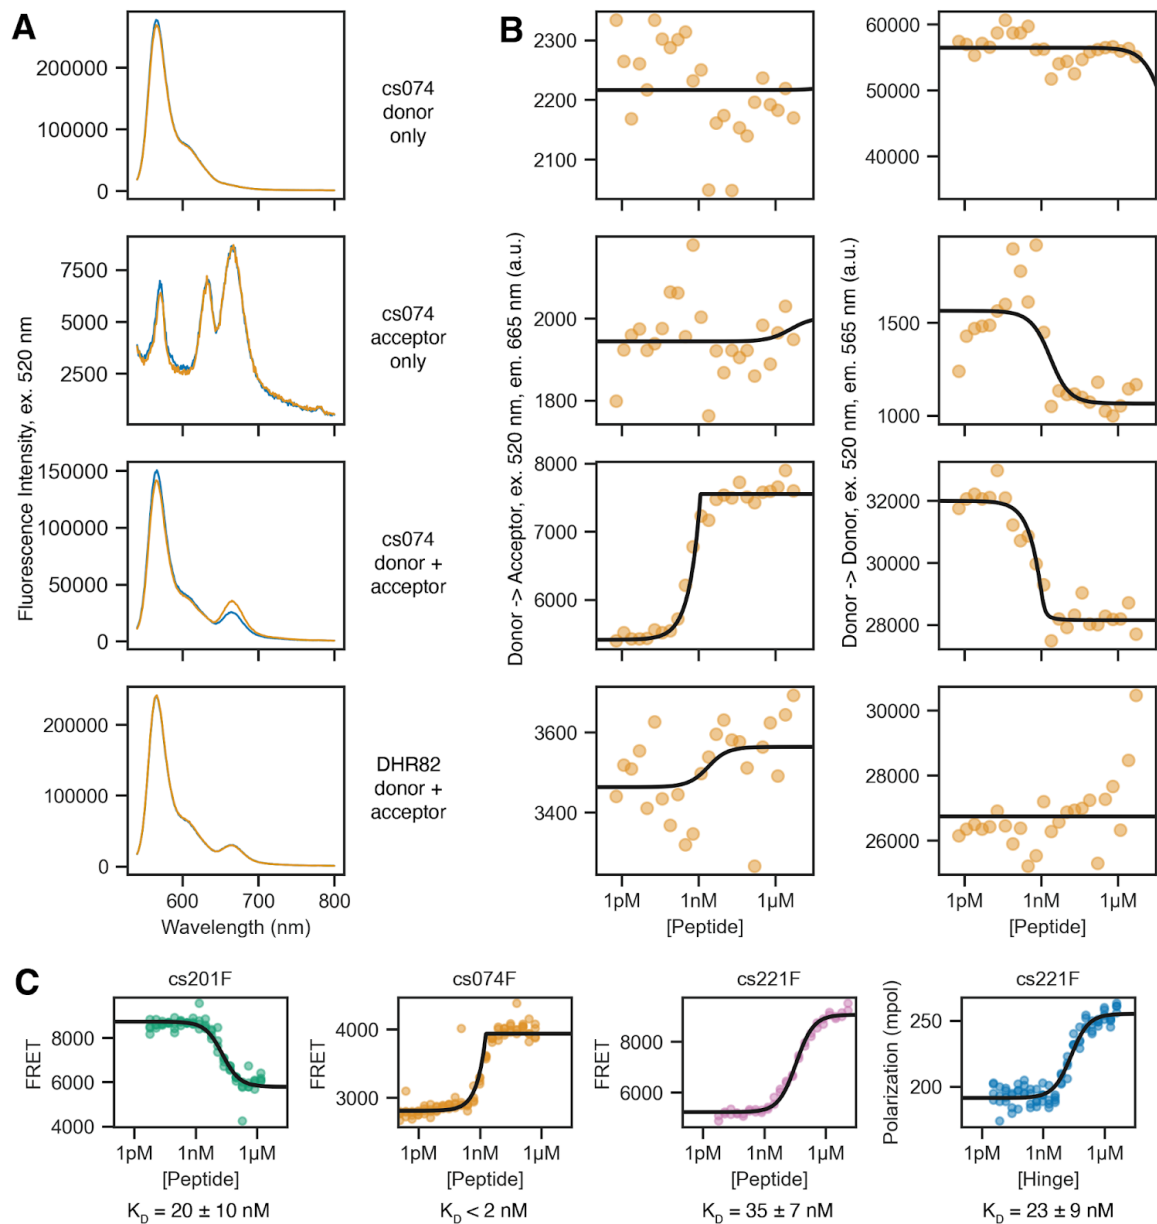 A
B
200000
100000
0
cs074
donor
only
2300
2200
2100
60000
50000
40000
7500
5000
2500
cs074
acceptor
only
2000
1800
1500
1000
Fluorescence Intensity, ex. 520 nm
150000
100000
50000
0
cs074
donor +
acceptor
Donor -> Acceptor, ex. 520 nm, em. 665 nm (a.u.)
8000
7000
6000
Donor -> Donor, ex. 520 nm, em. 565 nm (a.u.)
32000
30000
28000
200000
100000
0
600 700 800
Wavelength (nm)
DHR82
donor +
acceptor
3600
3400
1pM 1nM 1µM
[Peptide]
30000
28000
26000
1pM 1nM 1µM
[Peptide]
C
cs201F
FRET
8000
6000
4000
1pM 1nM 1µM
[Peptide]
K_D = 20 ± 10 nM
cs074F
FRET
4000
3000
1pM 1nM 1µM
[Peptide]
K_D < 2 nM
cs221F
FRET
8000
6000
1pM 1nM 1µM
[Peptide]
K_D = 35 ± 7 nM
cs221F
Polarization (mpol)
250
200
1pM 1nM 1µM
[Hinge]
K_D = 23 ± 9 nM